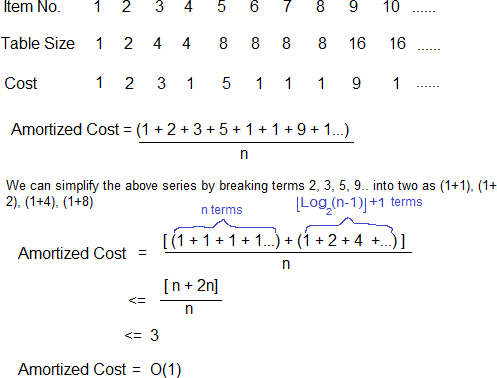 Item No. 1 2 3 4 5 6 7 8 9 10 ......
Table Size 1 2 4 4 8 8 8 8 16 16 ......
Cost 1 2 3 1 5 1 1 1 9 1 ......
Amortized Cost = (1 + 2 + 3 + 5 + 1 + 1 + 9 + 1...)
n
We can simplify the above series by breaking terms 2, 3, 5, 9.. into two as (1+1), (1+
2), (1+4), (1+8)
n terms ⌊Log₂(n-1)⌋+1 terms
Amortized Cost = [ (1 + 1 + 1 + 1...) + (1 + 2 + 4 +...) ]
n
<= [ n + 2n]
n
<= 3
Amortized Cost = O(1)